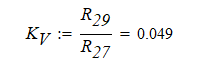 K_V := R_29 / R_27 = 0.049